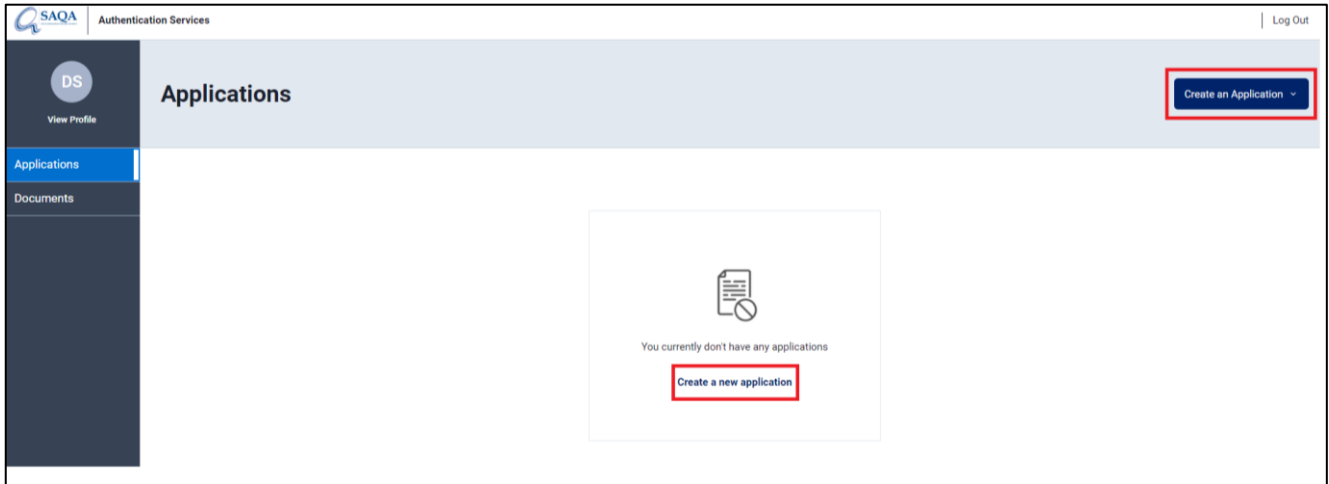 SAQA
Authentication Services
Log Out
DS
View Profile
Applications
Create an Application
Applications
Documents
You currently don't have any applications
Create a new application